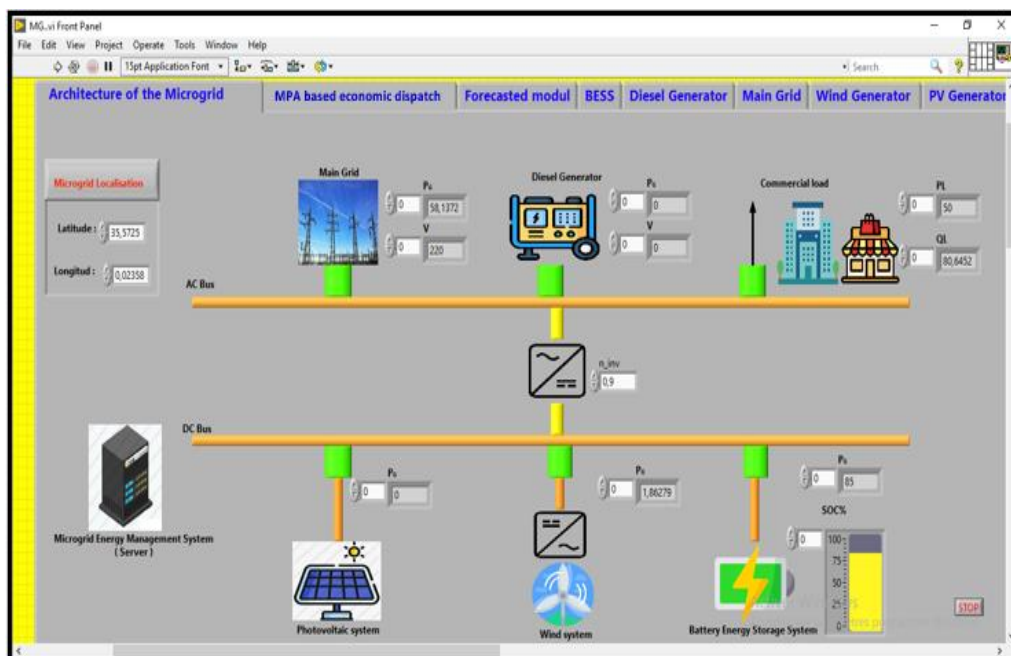 MG..vi Front Panel
File Edit View Project Operate Tools Window Help
15pt Application Font
Search
Architecture of the Microgrid
MPA based economic dispatch
Forecasted modul
BESS
Diesel Generator
Main Grid
Wind Generator
PV Generator
Microgrid Localisation
Latitude : 35,5725
Longitud : 0,02358
Main Grid
0 58,1372
V
0 220
Diesel Generator
0 0
V
0 0
Commercial load
PL
0 50
QL
0 80,6452
AC Bus
n_inv
0,9
DC Bus
0 0
0 1,86279
0 85
SOC%
0
100
75
50
25
0
Microgrid Energy Management System
( Server )
Photovoltaic system
Wind system
Battery Energy Storage System
STOP